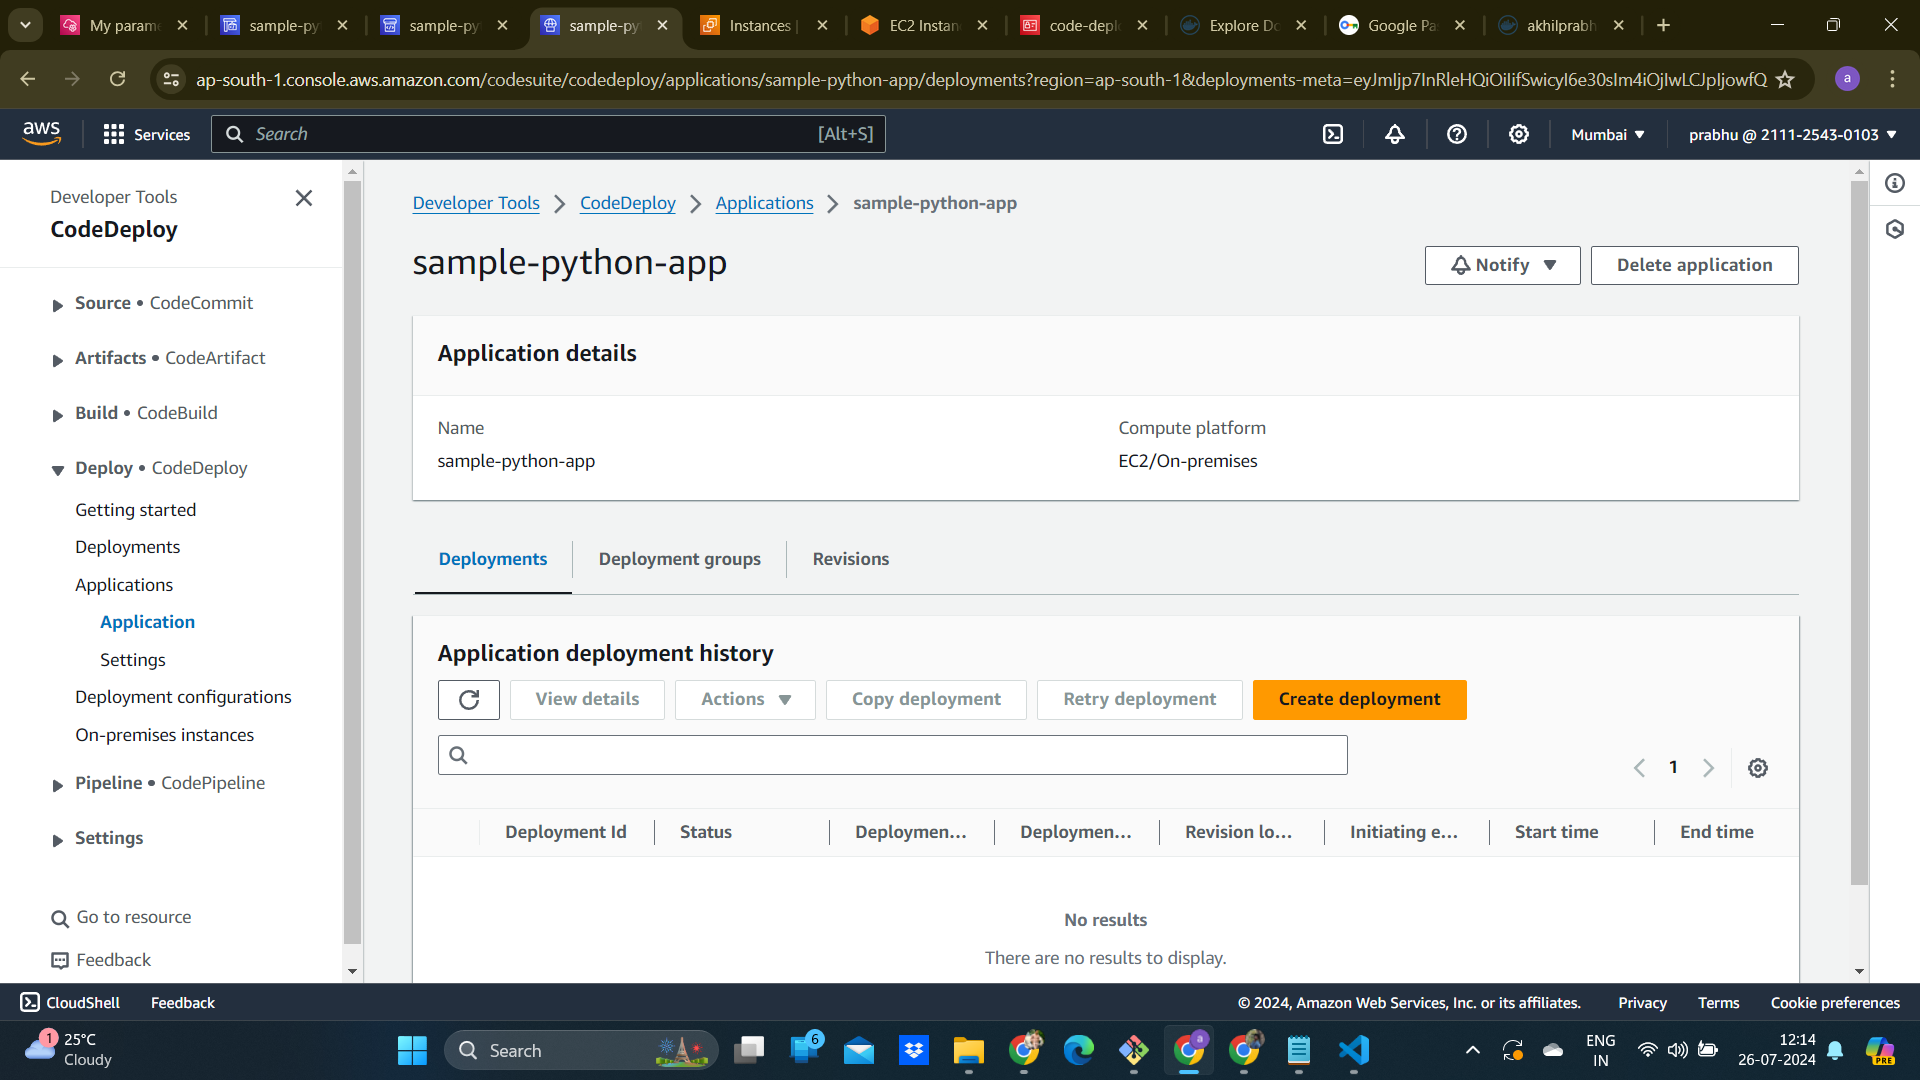 My parame
sample-py
sample-py
sample-py
Instances |
EC2 Instan
code-deplo
Explore Do
Google Pa
akhilprabh
ap-south-1.console.aws.amazon.com/codesuite/codedeploy/applications/sample-python-app/deployments?region=ap-south-1&deployments-meta=
a
aws
Services
Search
[Alt+S]
Mumbai
prabhu @ 2111-2543-0103
Developer Tools
CodeDeploy
Source • CodeCommit
Artifacts • CodeArtifact
Build • CodeBuild
Deploy • CodeDeploy
Getting started
Deployments
Applications
Application
Settings
Deployment configurations
On-premises instances
Pipeline • CodePipeline
Settings
Go to resource
Feedback
Developer Tools
CodeDeploy
Applications
sample-python-app
sample-python-app
Notify
Delete application
Application details
Name
sample-python-app
Compute platform
EC2/On-premises
Deployments
Deployment groups
Revisions
Application deployment history
View details
Actions
Copy deployment
Retry deployment
Create deployment
1
Deployment Id
Status
Deploymen...
Deploymen...
Revision lo...
Initiating e...
Start time
End time
No results
There are no results to display.
CloudShell
Feedback
© 2024, Amazon Web Services, Inc. or its affiliates.
Privacy
Terms
Cookie preferences
1
25°C
Cloudy
Search
6
a
ENG
IN
12:14
26-07-2024
PRE